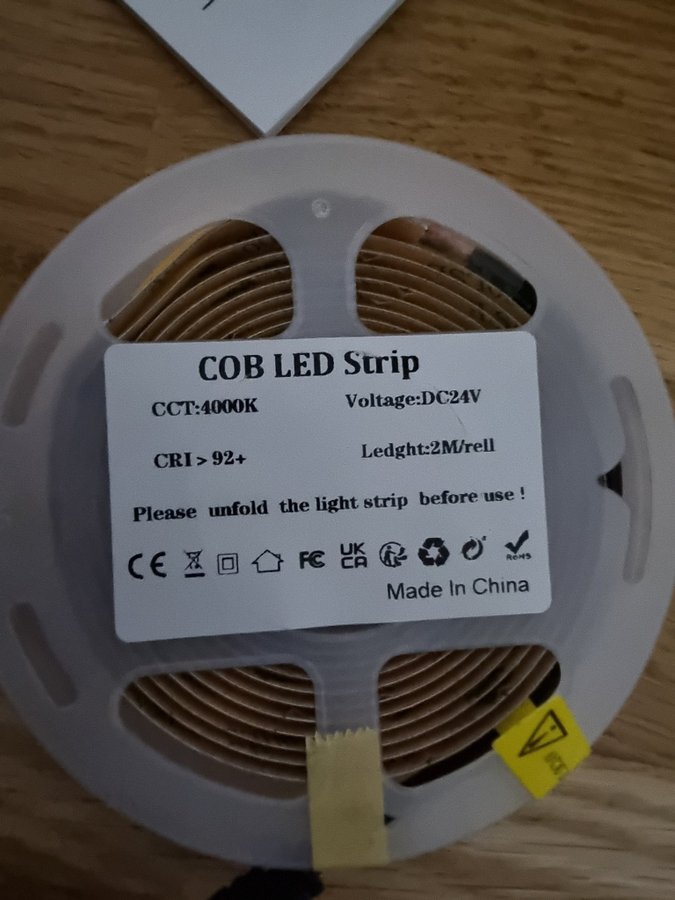 COB LED Strip
CCT:4000K Voltage:DC24V
CRI > 92+ Ledght:2M/rell
Please unfold the light strip before use !
CE FC UK CA RoHS
Made In China